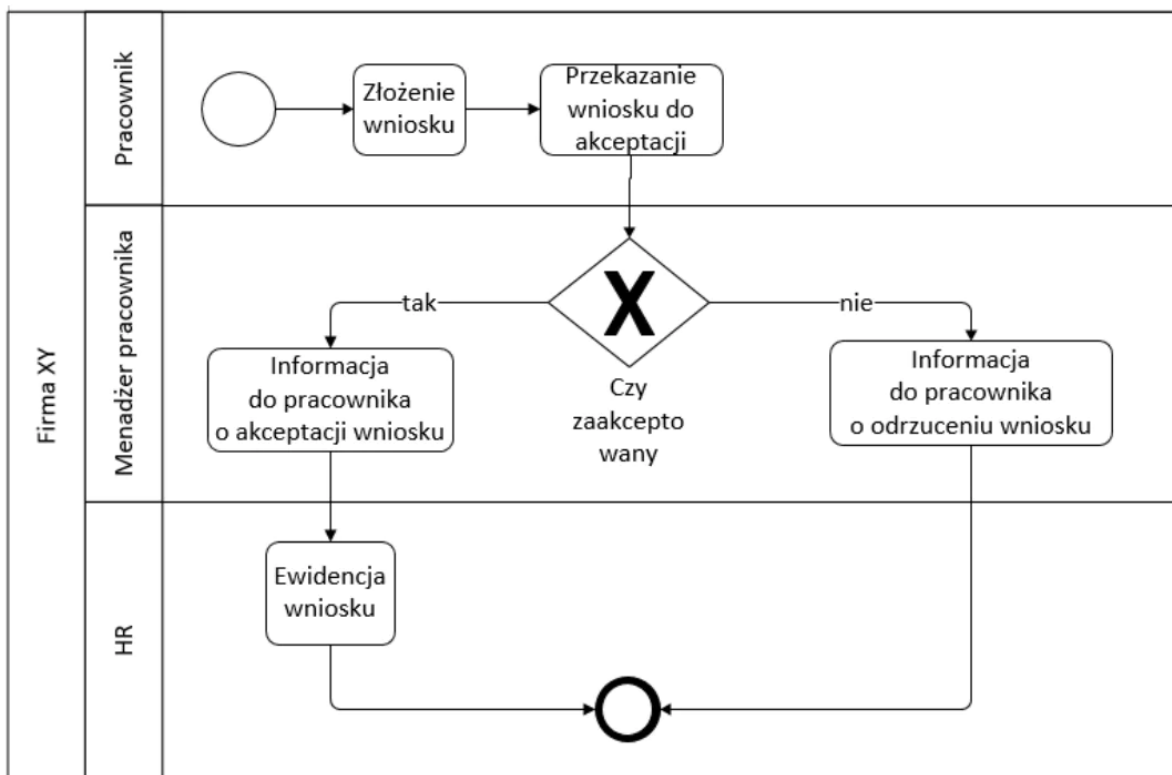 Firma XY
Pracownik
Złożenie
wniosku
Przekazanie
wniosku do
akceptacji
Menadżer pracownika
X
tak
nie
Informacja
do pracownika
o akceptacji wniosku
Czy
zaakcepto
wany
Informacja
do pracownika
o odrzuceniu wniosku
HR
Ewidencja
wniosku